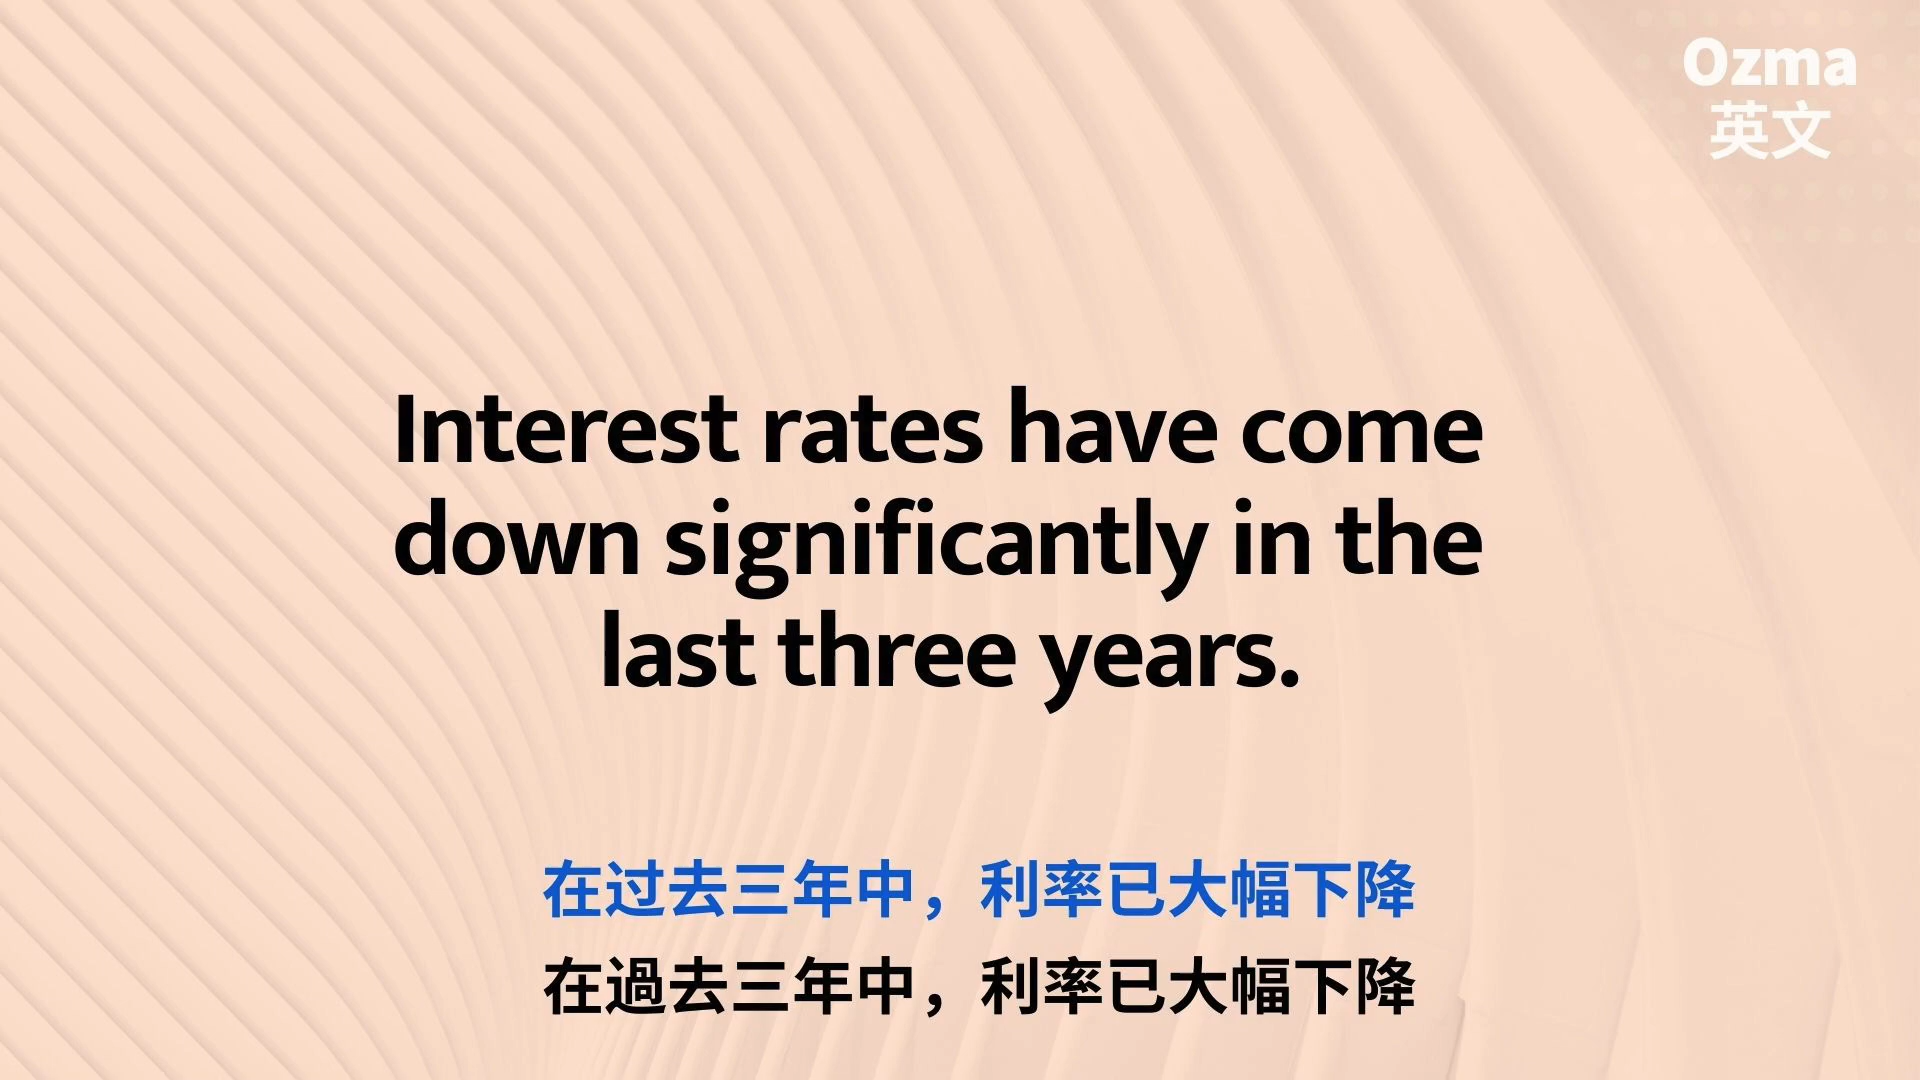 Ozma
英文
Interest rates have come
down significantly in the
last three years.
在过去三年中，利率已大幅下降
在過去三年中，利率已大幅下降